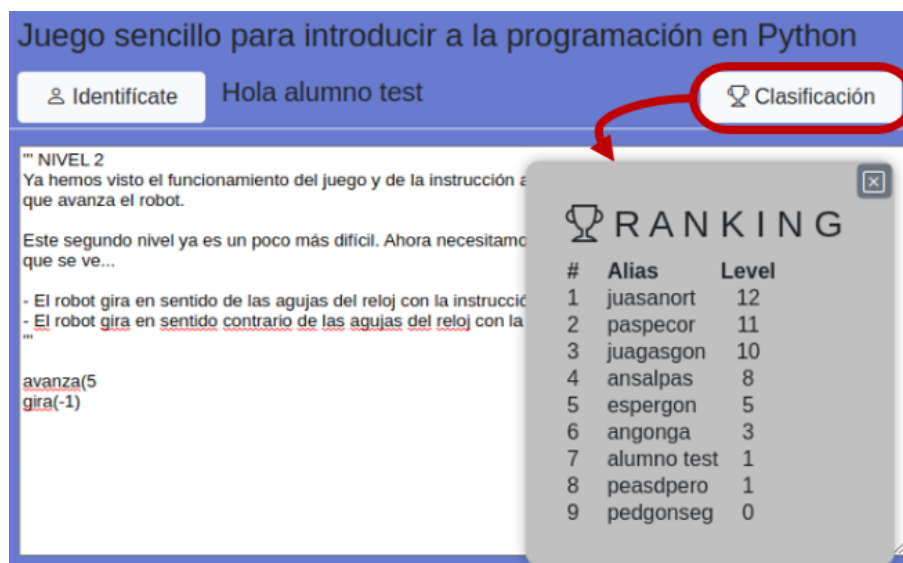 Juego sencillo para introducir a la programación en Python
Identifícate
Hola alumno test
Clasificación
''' NIVEL 2
Ya hemos visto el funcionamiento del juego y de la instrucción a
que avanza el robot.
Este segundo nivel ya es un poco más difícil. Ahora necesitamo
que se ve...
- El robot gira en sentido de las agujas del reloj con la instrucció
- El robot gira en sentido contrario de las agujas del reloj con la
'''
avanza(5
gira(-1)
RANKING
# Alias Level
1 juasanort 12
2 paspecor 11
3 juagasgon 10
4 ansalpas 8
5 espergon 5
6 angonga 3
7 alumno test 1
8 peasdpero 1
9 pedgonseg 0